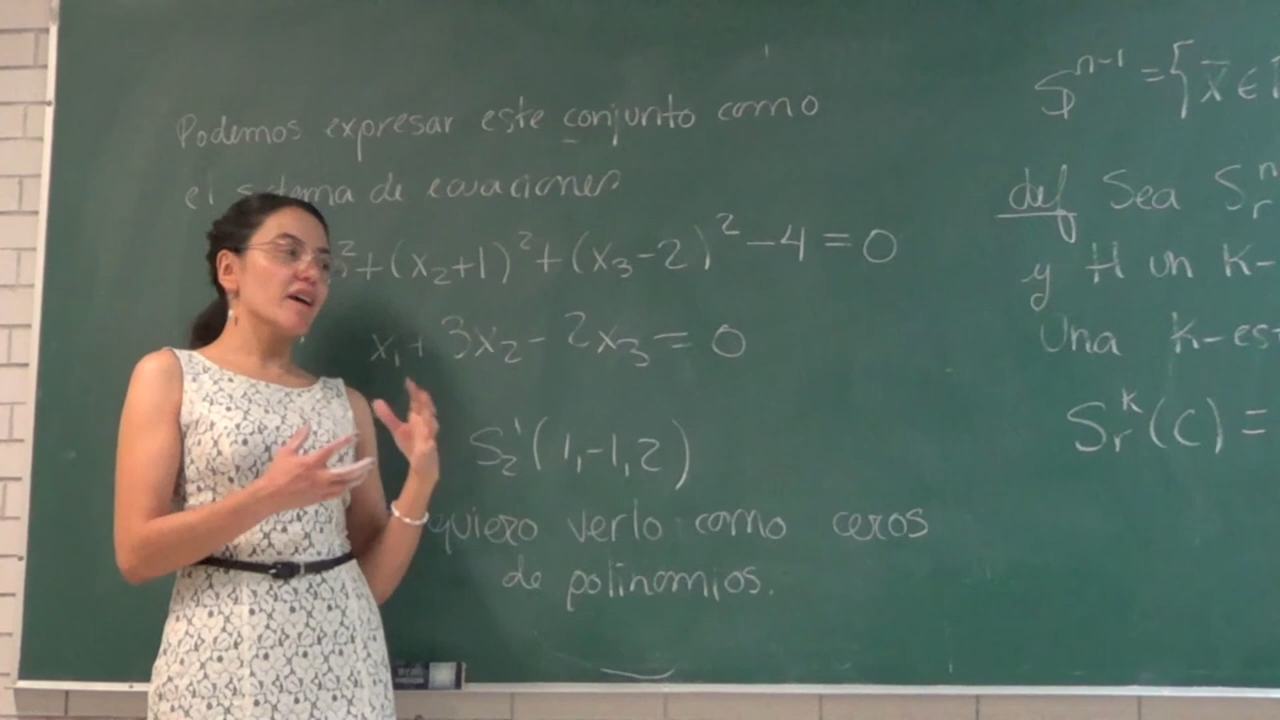 Podemos expresar este conjunto como
el sistema de ecuaciones
²+(x₂+1)²+(x₃-2)²-4=0
x₁+3x₂-2x₃=0
S₂¹(1,-1,2)
quiero verlo como ceros
de polinomios.
Sⁿ⁻¹={x̄∈
def Sea Sᵣⁿ
y H un K-
Una K-es
Sᵣᵏ(C)=